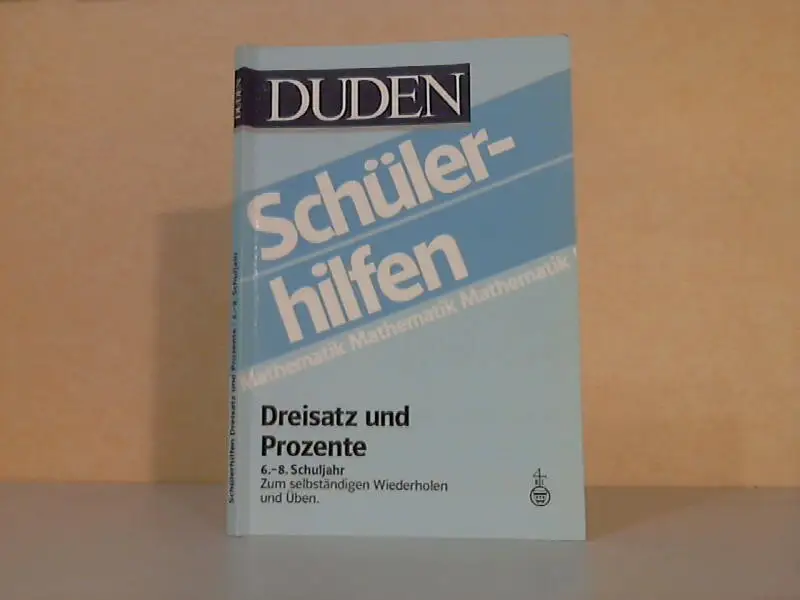 DUDEN
Schüler-
hilfen
Mathematik Mathematik Mathematik
Dreisatz und
Prozente
6.–8. Schuljahr
Zum selbständigen Wiederholen
und Üben.
DUDEN
Schülerhilfen Dreisatz und Prozente · 6.–8. Schuljahr